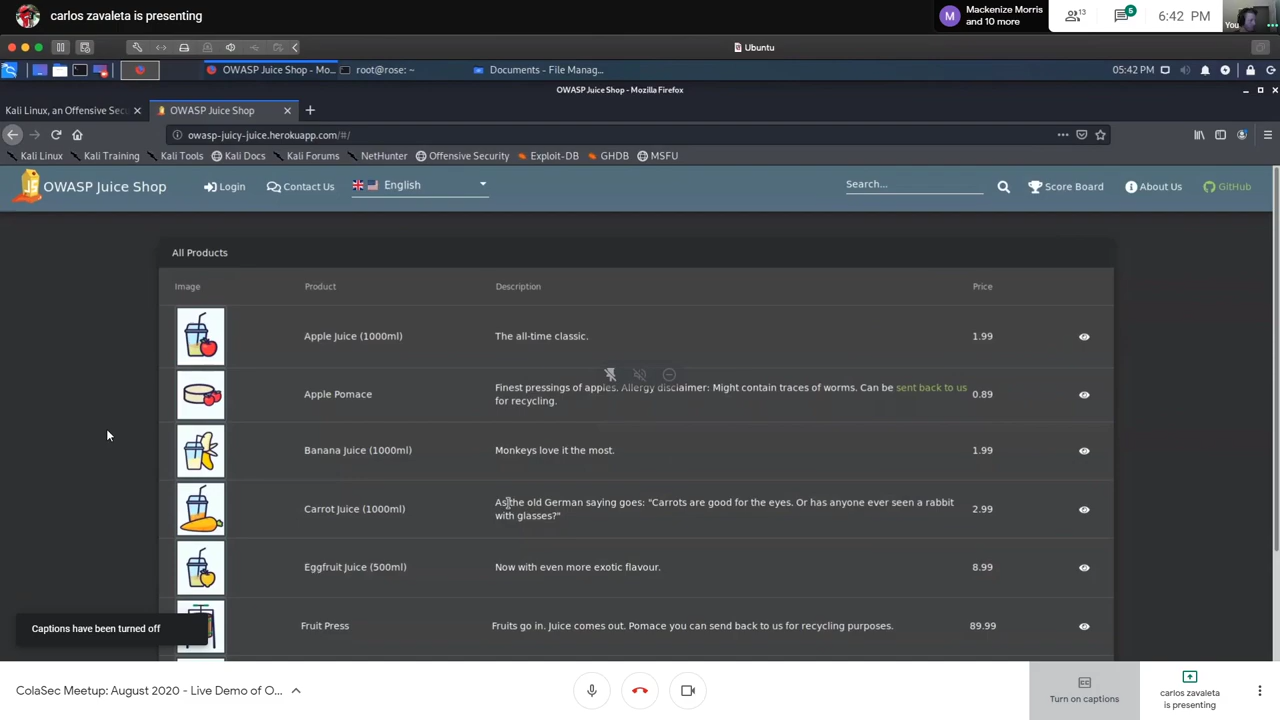 carlos zavaleta is presenting
Mackenize Morris
and 10 more
M
13
5
6:42 PM
You
Ubuntu
OWASP Juice Shop - Mo...
root@rose: ~
Documents - File Manag...
05:42 PM
OWASP Juice Shop - Mozilla Firefox
Kali Linux, an Offensive Secu
OWASP Juice Shop
owasp-juicy-juice.herokuapp.com/#/
Kali Linux
Kali Training
Kali Tools
Kali Docs
Kali Forums
NetHunter
Offensive Security
Exploit-DB
GHDB
MSFU
OWASP Juice Shop
Login
Contact Us
English
Search...
Score Board
About Us
GitHub
All Products
Image
Product
Description
Price
Apple Juice (1000ml)
The all-time classic.
1.99
Apple Pomace
Finest pressings of apples. Allergy disclaimer: Might contain traces of worms. Can be sent back to us
for recycling.
0.89
Banana Juice (1000ml)
Monkeys love it the most.
1.99
Carrot Juice (1000ml)
As the old German saying goes: "Carrots are good for the eyes. Or has anyone ever seen a rabbit
with glasses?"
2.99
Eggfruit Juice (500ml)
Now with even more exotic flavour.
8.99
Fruit Press
Fruits go in. Juice comes out. Pomace you can send back to us for recycling purposes.
89.99
Captions have been turned off
ColaSec Meetup: August 2020 - Live Demo of O...
Turn on captions
carlos zavaleta
is presenting